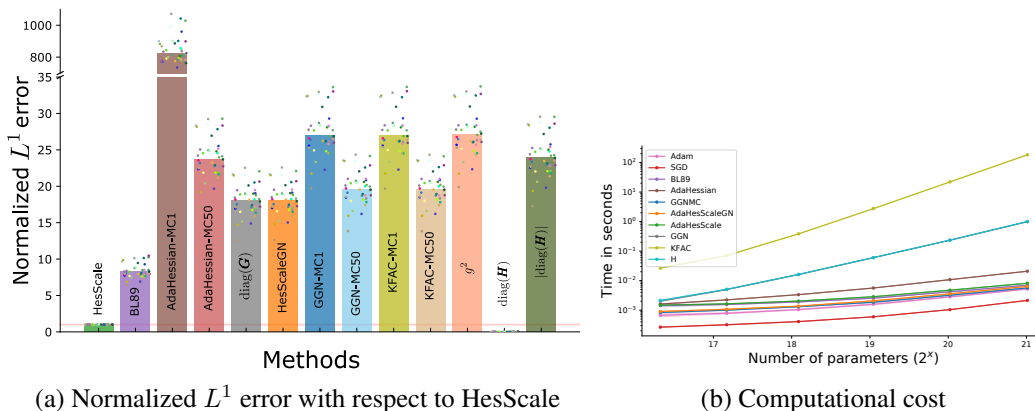 Normalized L¹ error
1000
800
35
30
25
20
15
10
5
1
0
HesScale
BL89
AdaHessian-MC1
AdaHessian-MC50
diag(G)
HesScaleGN
GGN-MC1
GGN-MC50
KFAC-MC1
KFAC-MC50
g²
diag(H)
|diag(H)|
Methods
(a) Normalized L¹ error with respect to HesScale
Time in seconds
10²
10¹
10⁰
10⁻¹
10⁻²
10⁻³
Adam
SGD
BL89
AdaHessian
GGNMC
AdaHesScaleGN
AdaHesScale
GGN
KFAC
H
17
18
19
20
21
Number of parameters (2ˣ)
(b) Computational cost